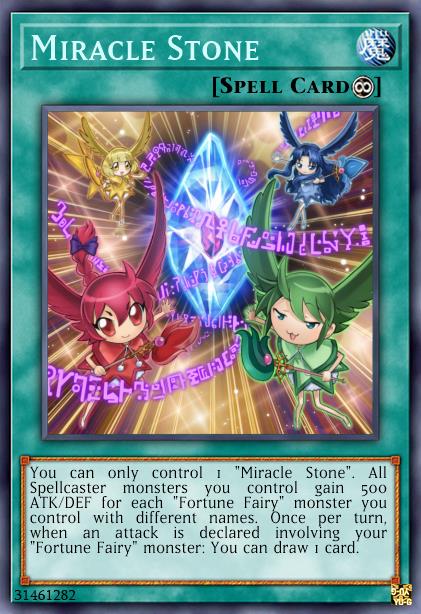 Miracle Stone
[Spell Card]
You can only control 1 "Miracle Stone". All
Spellcaster monsters you control gain 500
ATK/DEF for each "Fortune Fairy" monster you
control with different names. Once per turn,
when an attack is declared involving your
"Fortune Fairy" monster: You can draw 1 card.
31461282